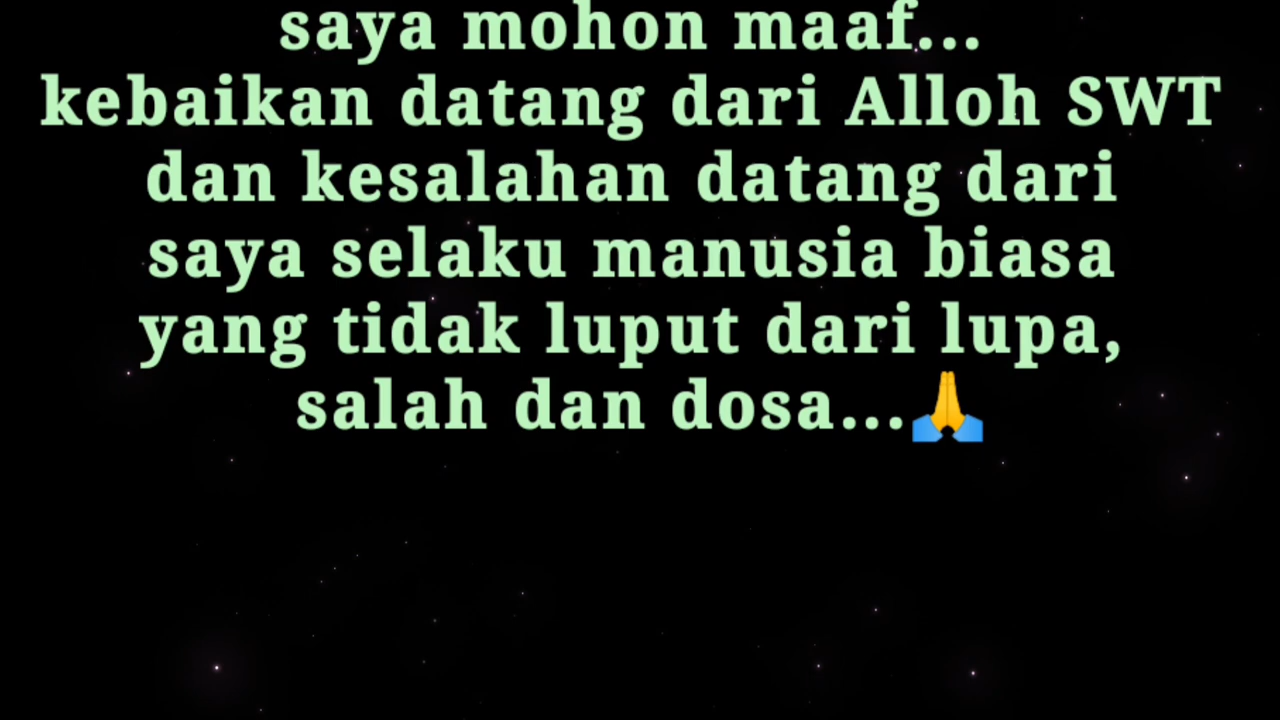 saya mohon maaf...
kebaikan datang dari Alloh SWT
dan kesalahan datang dari
saya selaku manusia biasa
yang tidak luput dari lupa,
salah dan dosa...🙏